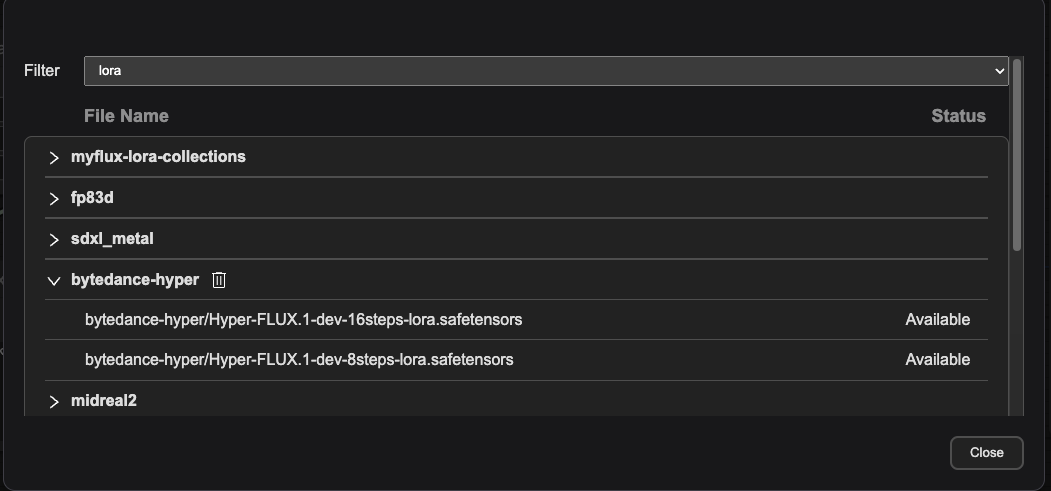 Filter lora
File Name Status
myflux-lora-collections
fp83d
sdxl_metal
bytedance-hyper
bytedance-hyper/Hyper-FLUX.1-dev-16steps-lora.safetensors Available
bytedance-hyper/Hyper-FLUX.1-dev-8steps-lora.safetensors Available
midreal2
Close